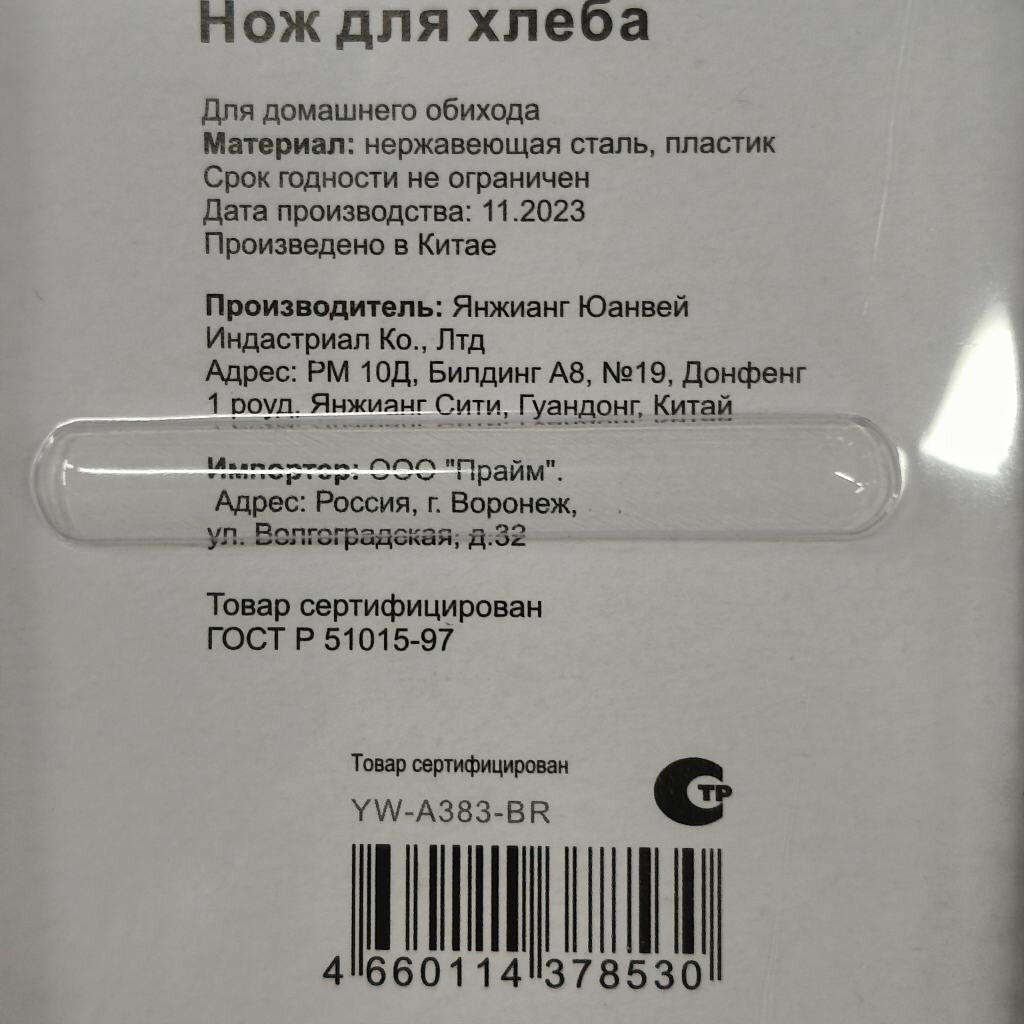 Нож для хлеба
Для домашнего обихода
Материал: нержавеющая сталь, пластик
Срок годности не ограничен
Дата производства: 11.2023
Произведено в Китае
Производитель: Янжианг Юанвей
Индастриал Ко., Лтд
Адрес: РМ 10Д, Билдинг А8, №19, Донфенг
1 роуд, Янжианг Сити, Гуандонг, Китай
Импортер: ООО "Прайм".
Адрес: Россия, г. Воронеж,
ул. Волгоградская, д.32
Товар сертифицирован
ГОСТ Р 51015-97
Товар сертифицирован
YW-A383-BR
ТР
4 660114 378530